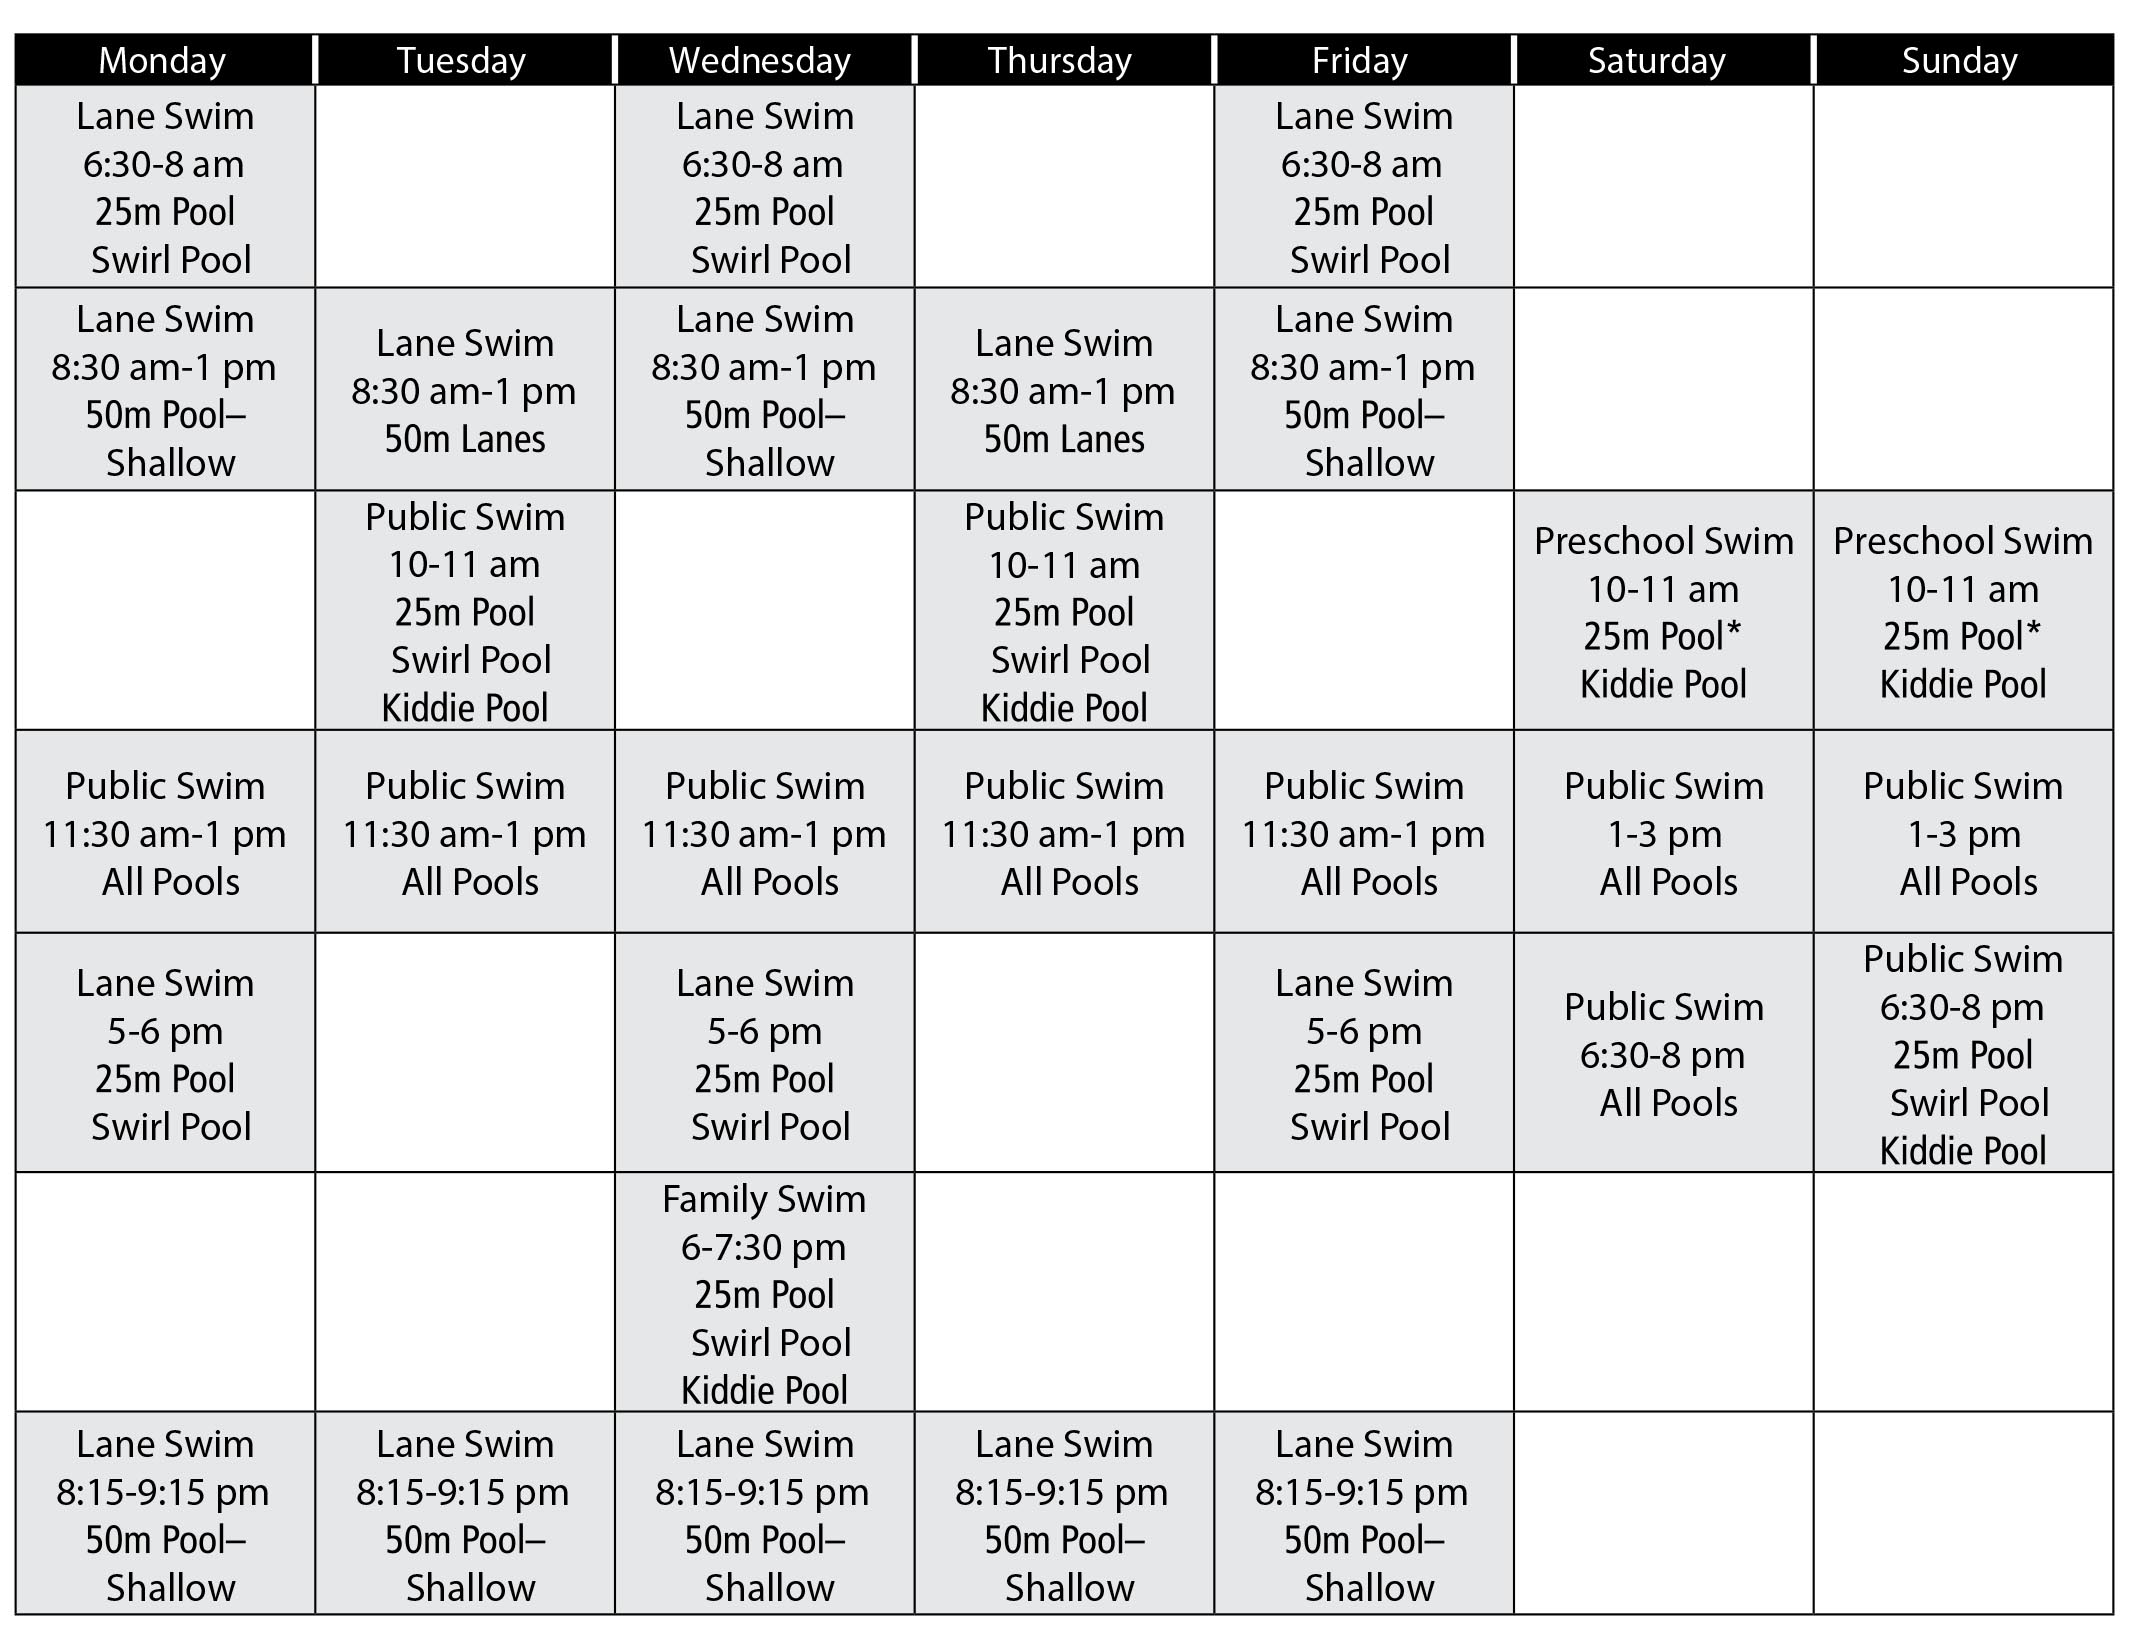 Monday
Tuesday
Wednesday
Thursday
Friday
Saturday
Sunday
Lane Swim
6:30-8 am
25m Pool
Swirl Pool
Lane Swim
6:30-8 am
25m Pool
Swirl Pool
Lane Swim
6:30-8 am
25m Pool
Swirl Pool
Lane Swim
8:30 am-1 pm
50m Pool–
Shallow
Lane Swim
8:30 am-1 pm
50m Lanes
Lane Swim
8:30 am-1 pm
50m Pool–
Shallow
Lane Swim
8:30 am-1 pm
50m Lanes
Lane Swim
8:30 am-1 pm
50m Pool–
Shallow
Public Swim
10-11 am
25m Pool
Swirl Pool
Kiddie Pool
Public Swim
10-11 am
25m Pool
Swirl Pool
Kiddie Pool
Preschool Swim
10-11 am
25m Pool*
Kiddie Pool
Preschool Swim
10-11 am
25m Pool*
Kiddie Pool
Public Swim
11:30 am-1 pm
All Pools
Public Swim
11:30 am-1 pm
All Pools
Public Swim
11:30 am-1 pm
All Pools
Public Swim
11:30 am-1 pm
All Pools
Public Swim
11:30 am-1 pm
All Pools
Public Swim
1-3 pm
All Pools
Public Swim
1-3 pm
All Pools
Lane Swim
5-6 pm
25m Pool
Swirl Pool
Lane Swim
5-6 pm
25m Pool
Swirl Pool
Lane Swim
5-6 pm
25m Pool
Swirl Pool
Public Swim
6:30-8 pm
All Pools
Public Swim
6:30-8 pm
25m Pool
Swirl Pool
Kiddie Pool
Family Swim
6-7:30 pm
25m Pool
Swirl Pool
Kiddie Pool
Lane Swim
8:15-9:15 pm
50m Pool–
Shallow
Lane Swim
8:15-9:15 pm
50m Pool–
Shallow
Lane Swim
8:15-9:15 pm
50m Pool–
Shallow
Lane Swim
8:15-9:15 pm
50m Pool–
Shallow
Lane Swim
8:15-9:15 pm
50m Pool–
Shallow